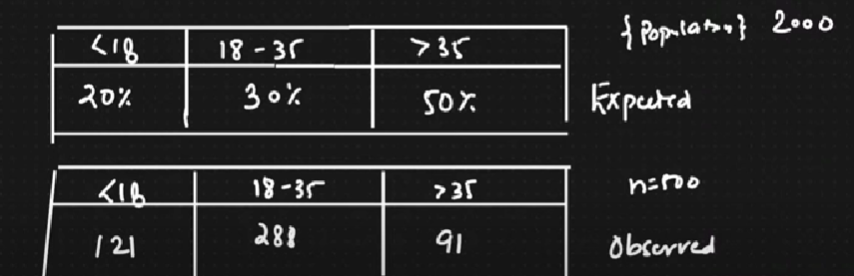 <18 18-35 >35 {Population} 2000
20% 30% 50% Expected
<18 18-35 >35 n=500
121 288 91 Observed